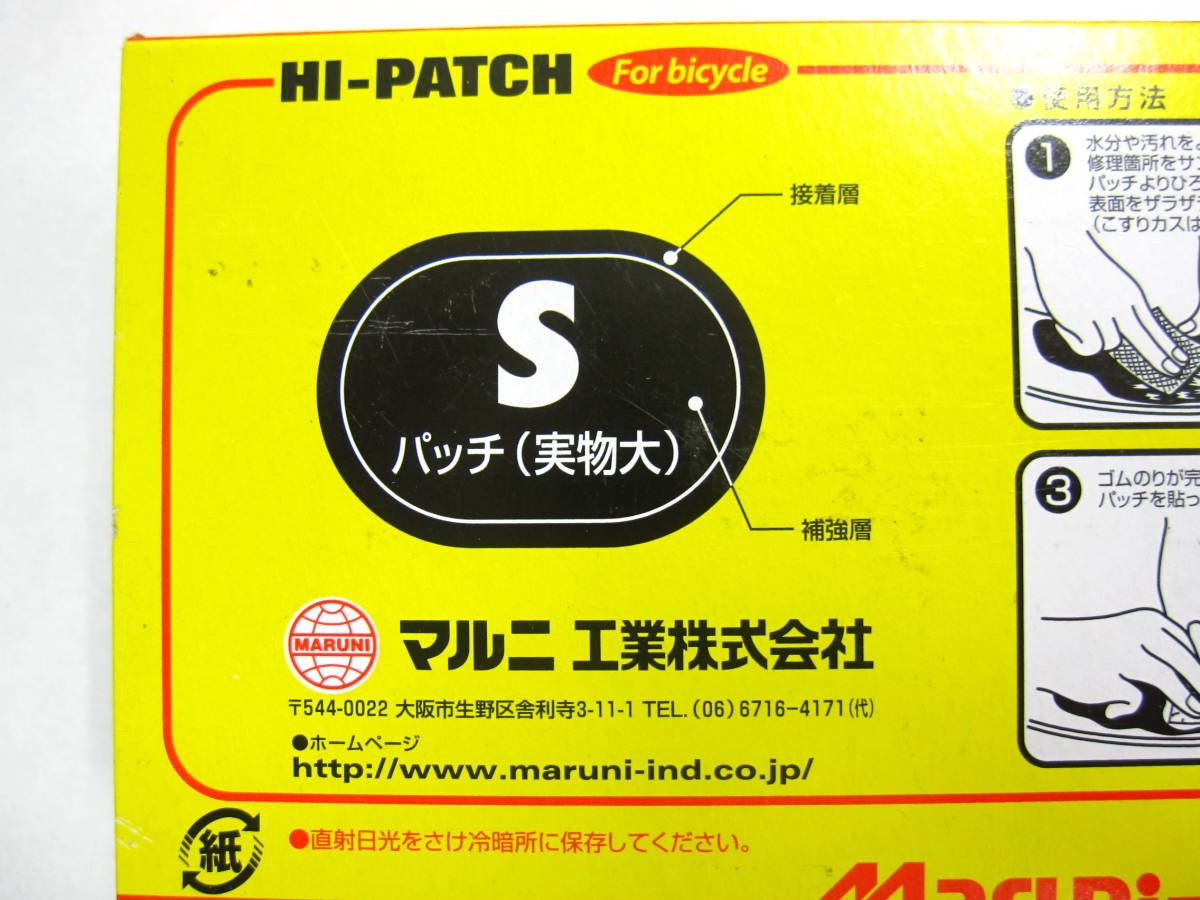 HI-PATCH For bicycle
接着層
S
パッチ(実物大)
補強層
MARUNI
マルニ工業株式会社
〒544-0022 大阪市生野区舎利寺3-11-1 TEL.(06)6716-4171(代)
●ホームページ
http://www.maruni-ind.co.jp/
紙
●直射日光をさけ冷暗所に保存してください。
使用方法
1
水分や汚れをよ
修理箇所をサン
パッチよりひろ
表面をザラザラ
(こすりカスは
3
ゴムのりが完
パッチを貼っ
Maruni